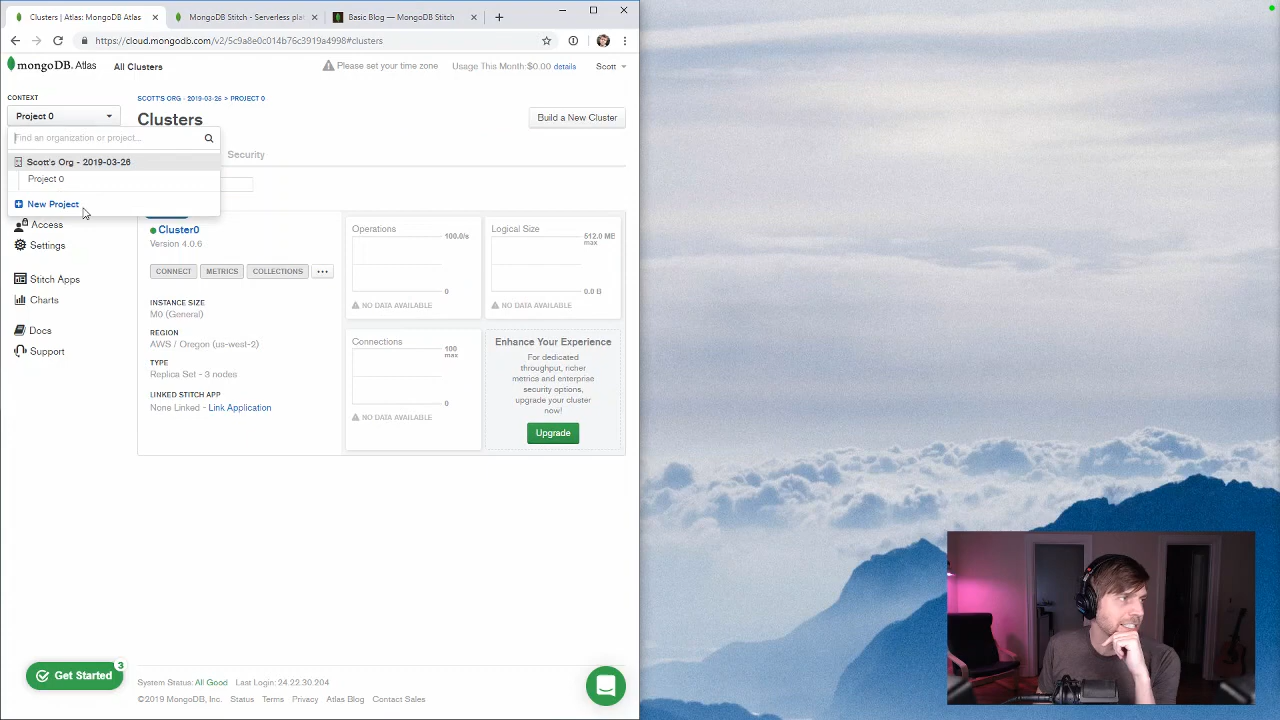 Clusters | Atlas: MongoDB Atlas
MongoDB Stitch - Serverless pla
Basic Blog — MongoDB Stitch
https://cloud.mongodb.com/v2/5c9a8e0c014b76c3919a4998#clusters
mongoDB. Atlas
All Clusters
Please set your time zone
Usage This Month:$0.00 details
Scott
CONTEXT
Project 0
Find an organization or project...
Scott's Org - 2019-03-26
Project 0
New Project
Access
Settings
Stitch Apps
Charts
Docs
Support
SCOTT'S ORG - 2019-03-26 > PROJECT 0
Clusters
Build a New Cluster
Security
Cluster0
Version 4.0.6
CONNECT
METRICS
COLLECTIONS
...
INSTANCE SIZE
M0 (General)
REGION
AWS / Oregon (us-west-2)
TYPE
Replica Set - 3 nodes
LINKED STITCH APP
None Linked - Link Application
Operations
100.0/s
0
NO DATA AVAILABLE
Logical Size
512.0 MB
max
0.0 B
NO DATA AVAILABLE
Connections
100
max
0
NO DATA AVAILABLE
Enhance Your Experience
For dedicated
throughput, richer
metrics and enterprise
security options,
upgrade your cluster
now!
Upgrade
Get Started
3
System Status: All Good Last Login: 24.22.30.204
©2019 MongoDB, Inc. Status Terms Privacy Atlas Blog Contact Sales